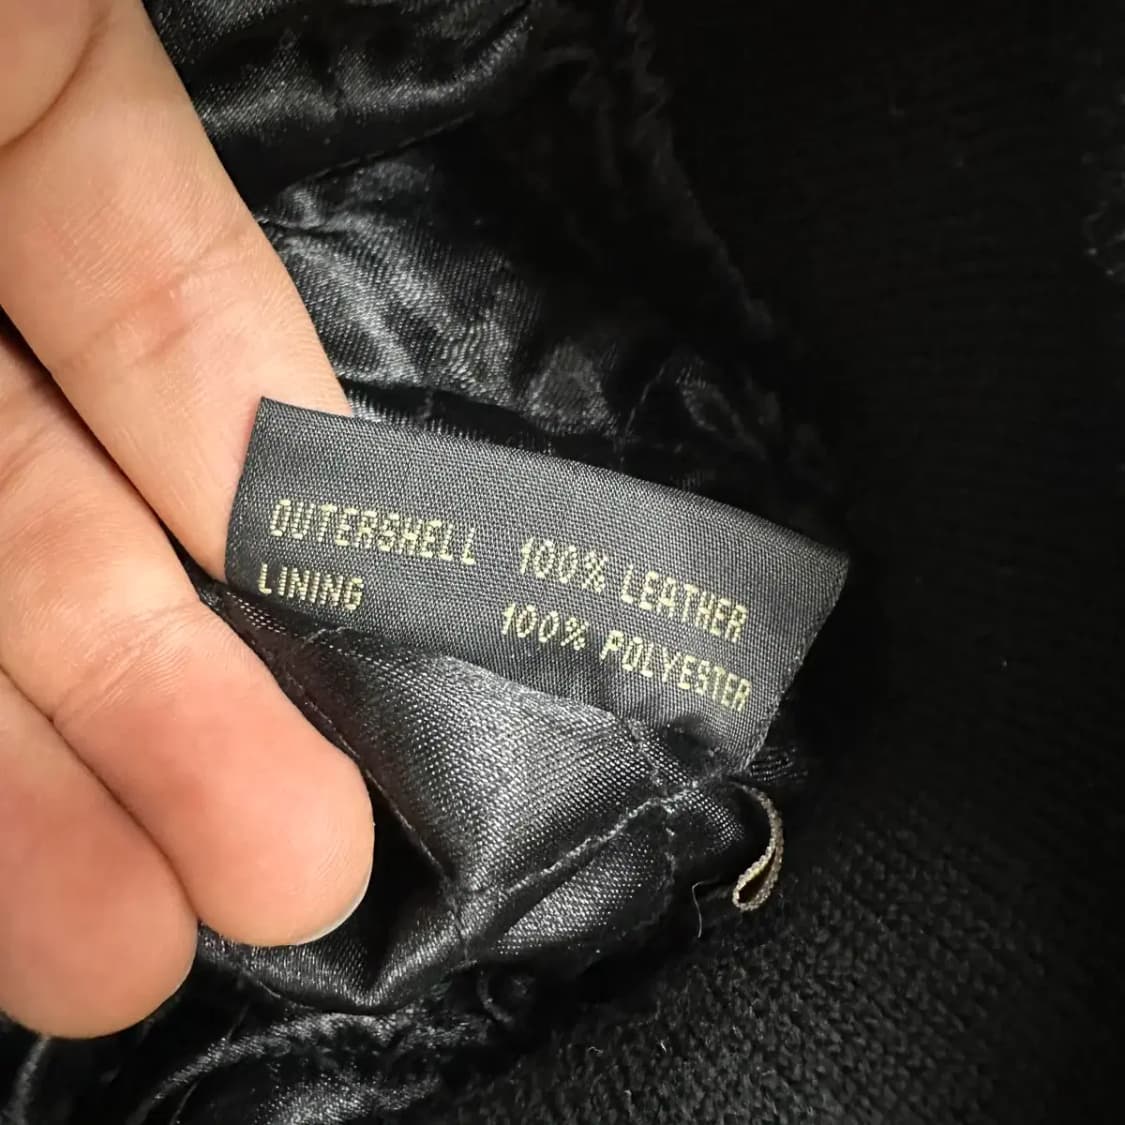 OUTERSHELL 100% LEATHER
LINING 100% POLYESTER